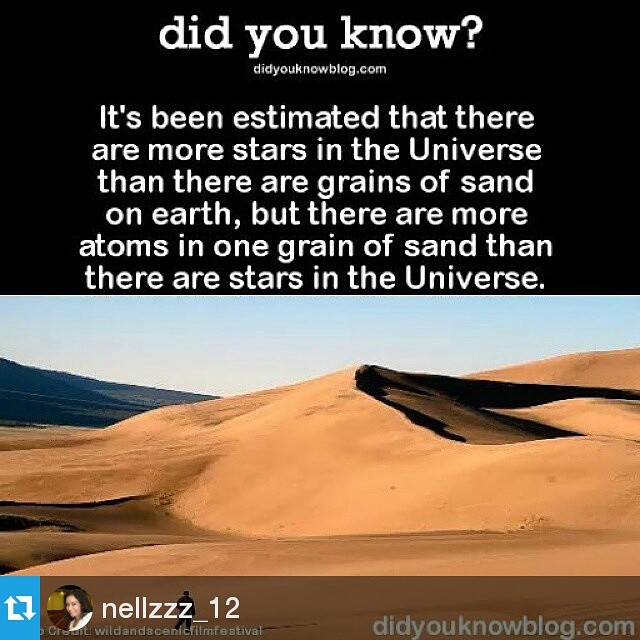 did you know?
didyouknowblog.com
It's been estimated that there
are more stars in the Universe
than there are grains of sand
on earth, but there are more
atoms in one grain of sand than
there are stars in the Universe.
nellzzz_12
Credit: wildandscenicfilmfestival
didyouknowblog.com